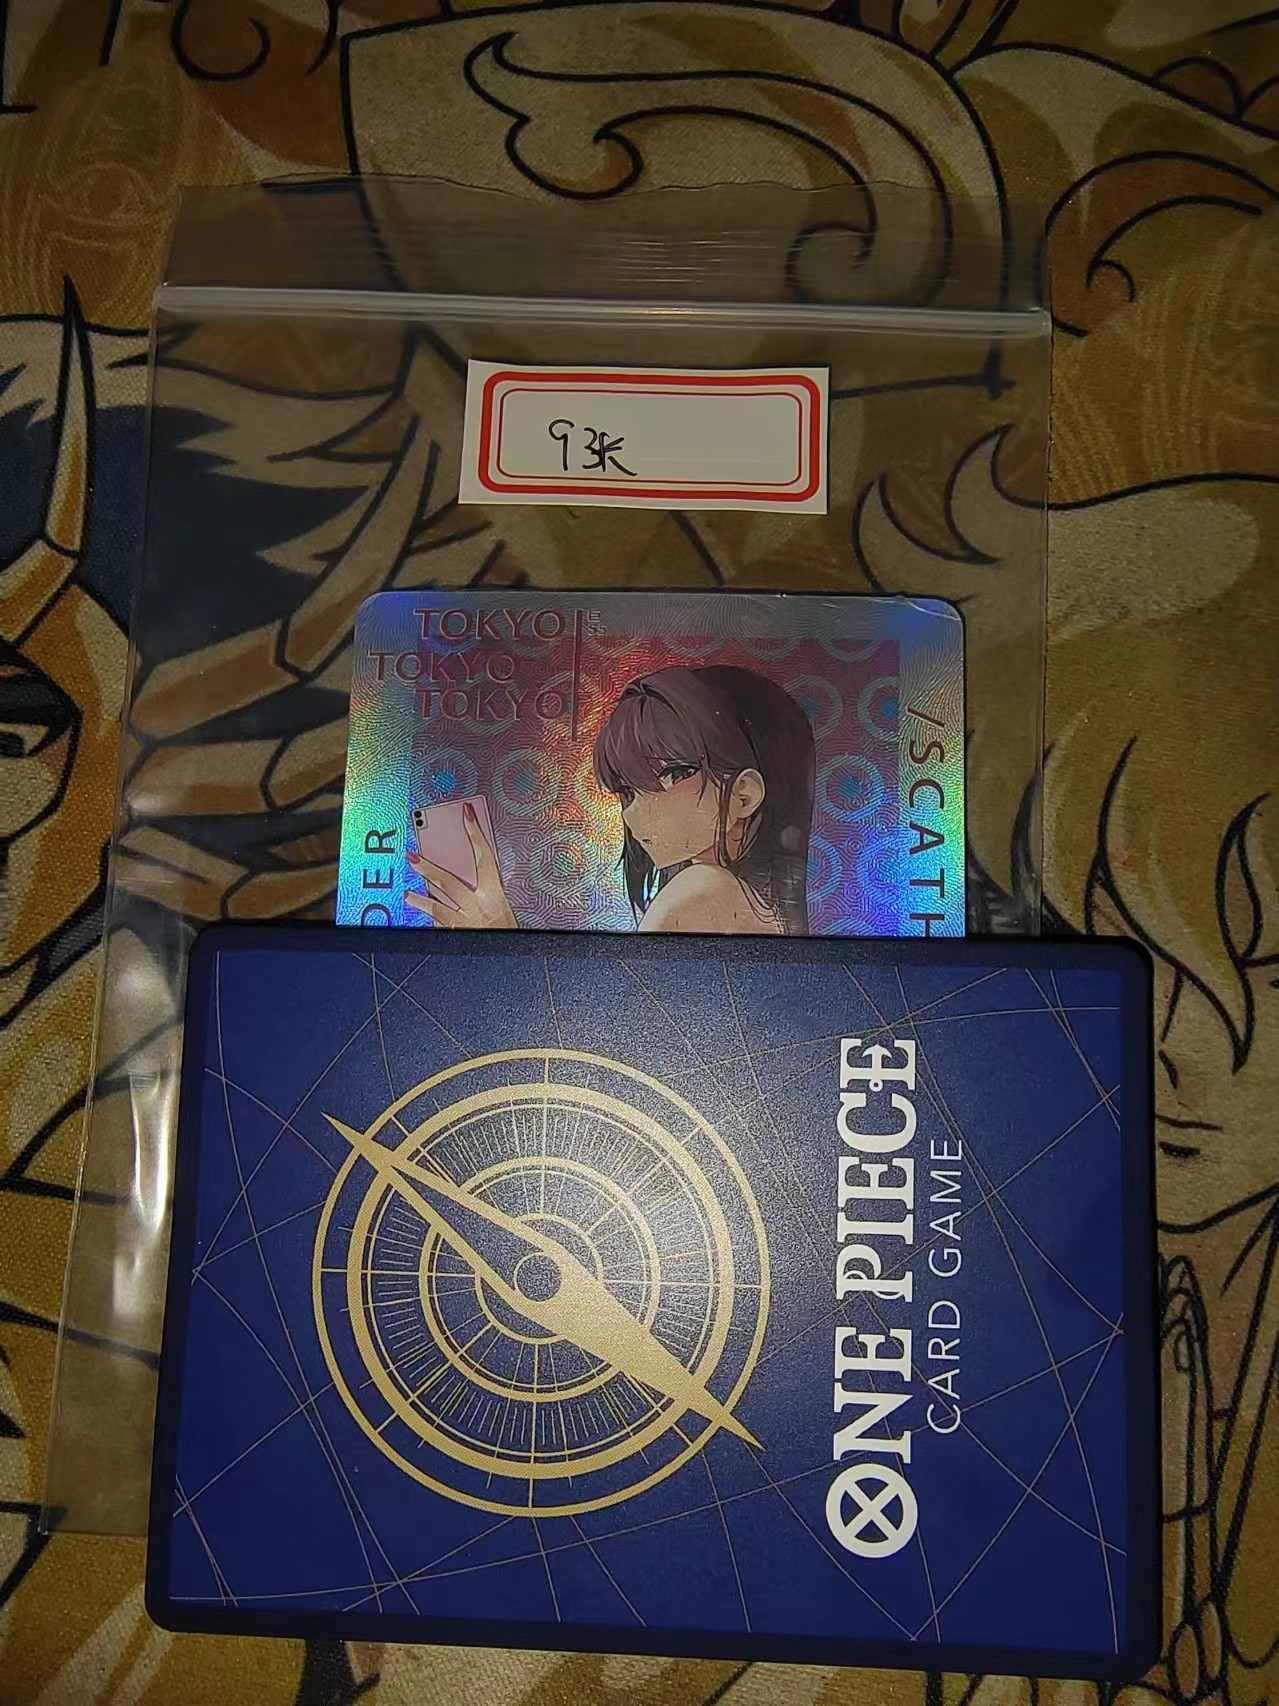 93张
TOKYO
TOKYO
TOKYO
DER
/SCATH
ONE PIECE
CARD GAME